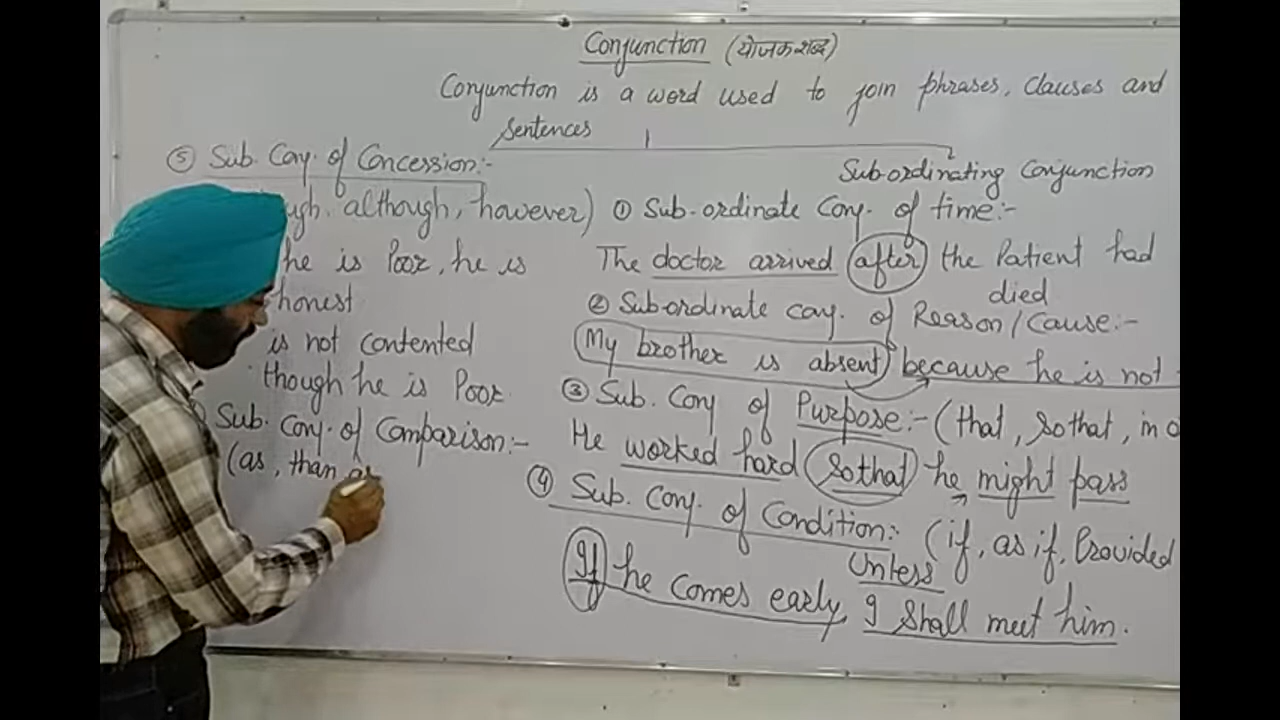 Conjunction (योजक शब्द)
Conjunction is a word used to join phrases, Clauses and
Sentences
Sub-ordinating Conjunction
⑤ Sub. Conj. of Concession:-
although, however)
he is Poor, he is
honest
is not contented
though he is Poor
Sub. Conj. of Comparison:-
(as, than as
① Sub-ordinate Conj. of time:-
The doctor arrived after the Patient had
died
② Sub-ordinate conj. of Reason/Cause:-
My brother is absent because he is not
③ Sub. Conj of Purpose:- (that, so that, in o
He worked hard so that he might pass
④ Sub. Conj. of Condition:- (if, as if, Provided
Unless
If he comes early, I shall meet him.